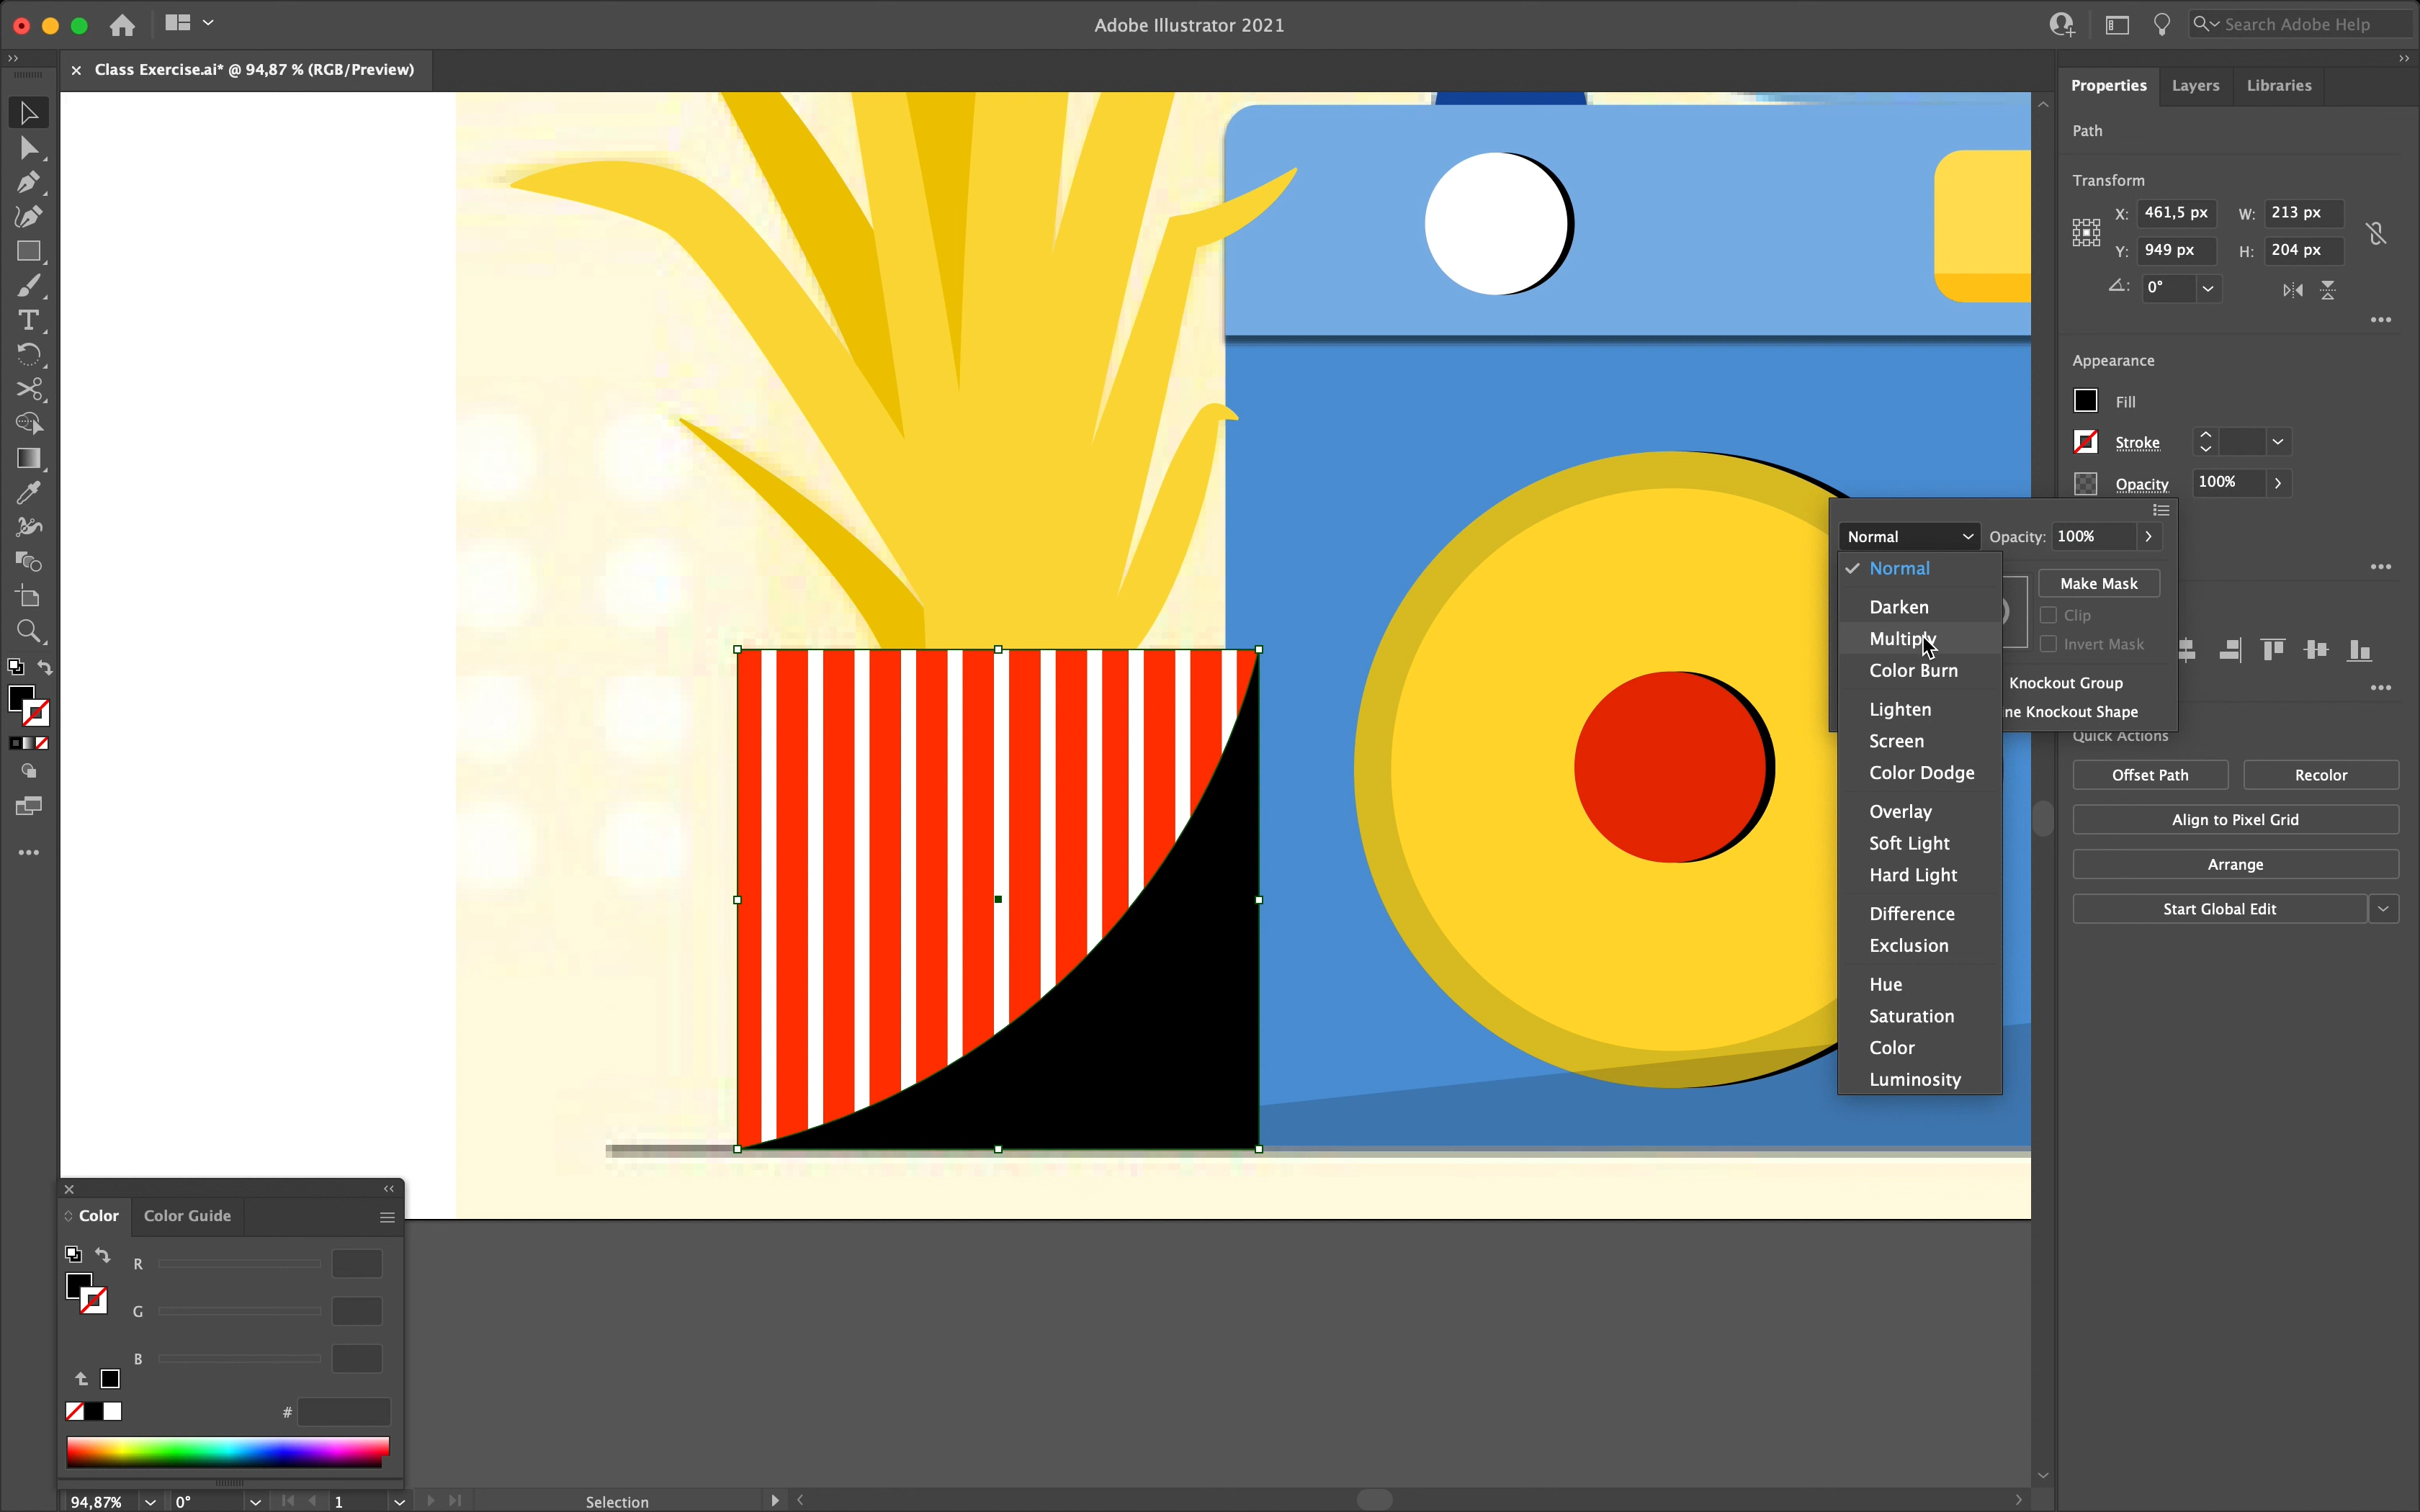 Adobe Illustrator 2021
Search Adobe Help
Class Exercise.ai* @ 94,87 % (RGB/Preview)
Properties
Layers
Libraries
Path
Transform
X: 461,5 px W: 213 px
Y: 949 px H: 204 px
0°
Appearance
Fill
Stroke
Opacity 100%
Normal Opacity: 100%
Normal
Darken
Multiply
Color Burn
Lighten
Screen
Color Dodge
Overlay
Soft Light
Hard Light
Difference
Exclusion
Hue
Saturation
Color
Luminosity
Make Mask
Clip
Invert Mask
Knockout Group
ne Knockout Shape
Quick Actions
Offset Path
Recolor
Align to Pixel Grid
Arrange
Start Global Edit
Color
Color Guide
R
G
B
#
94,87% 0° 1 Selection